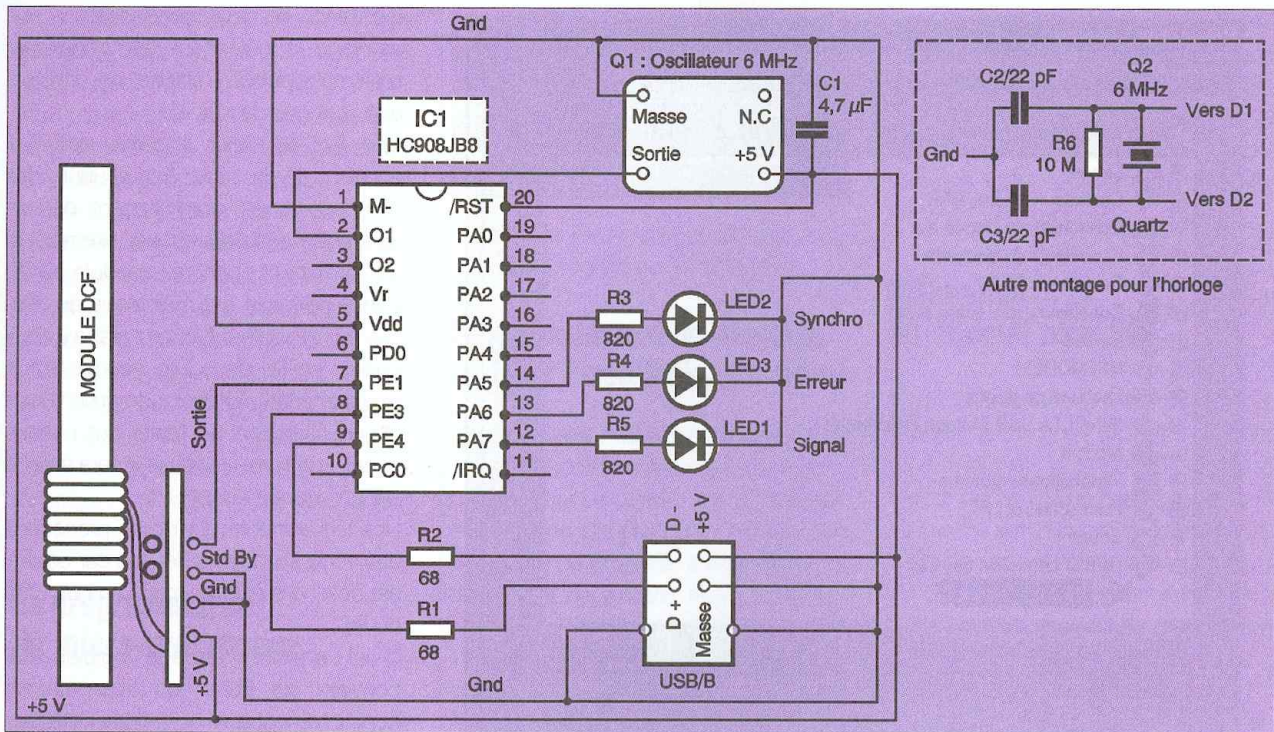 Gnd
Q1 : Oscillateur 6 MHz
Masse
N.C
Sortie
+5 V
C1
4,7 µF
IC1
HC908JB8
1 M- /RST 20
2 O1 PA0 19
3 O2 PA1 18
4 Vr PA2 17
5 Vdd PA3 16
6 PD0 PA4 15
7 PE1 PA5 14
8 PE3 PA6 13
9 PE4 PA7 12
10 PC0 /IRQ 11
R3
820
LED2
Synchro
R4
820
LED3
Erreur
R5
820
LED1
Signal
MODULE DCF
Sortie
Std By
Gnd
+5 V
+5 V
R2
68
R1
68
D -
+5 V
D +
Masse
USB/B
Gnd
C2/22 pF
Q2
6 MHz
Vers D1
Gnd
R6
10 M
Vers D2
C3/22 pF
Quartz
Autre montage pour l'horloge